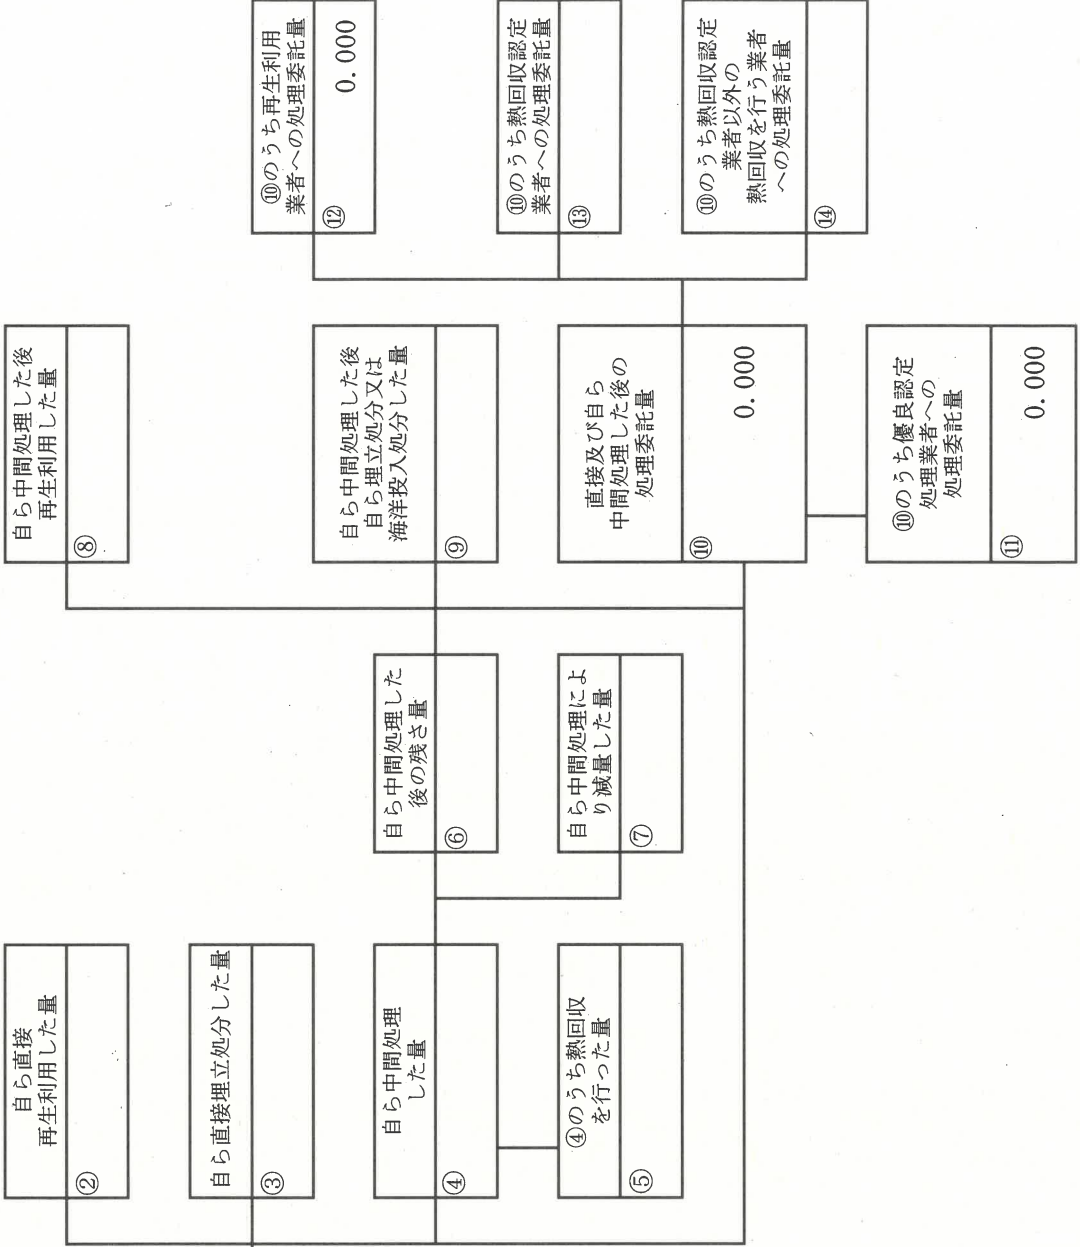 自ら直接
再生利用した量
②
自ら直接埋立処分した量
③
自ら中間処理
した量
④
④のうち熱回収
を行った量
⑤
自ら中間処理した
後の残さ量
⑥
自ら中間処理によ
り減量した量
⑦
自ら中間処理した後
再生利用した量
⑧
自ら中間処理した後
自ら埋立処分又は
海洋投入処分した量
⑨
直接及び自ら
中間処理した後の
処理委託量
⑩
0.000
⑩のうち優良認定
処理業者への
処理委託量
⑪
0.000
⑩のうち再生利用
業者への処理委託量
⑫
0.000
⑩のうち熱回収認定
業者への処理委託量
⑬
⑩のうち熱回収認定
業者以外の
熱回収を行う業者
への処理委託量
⑭